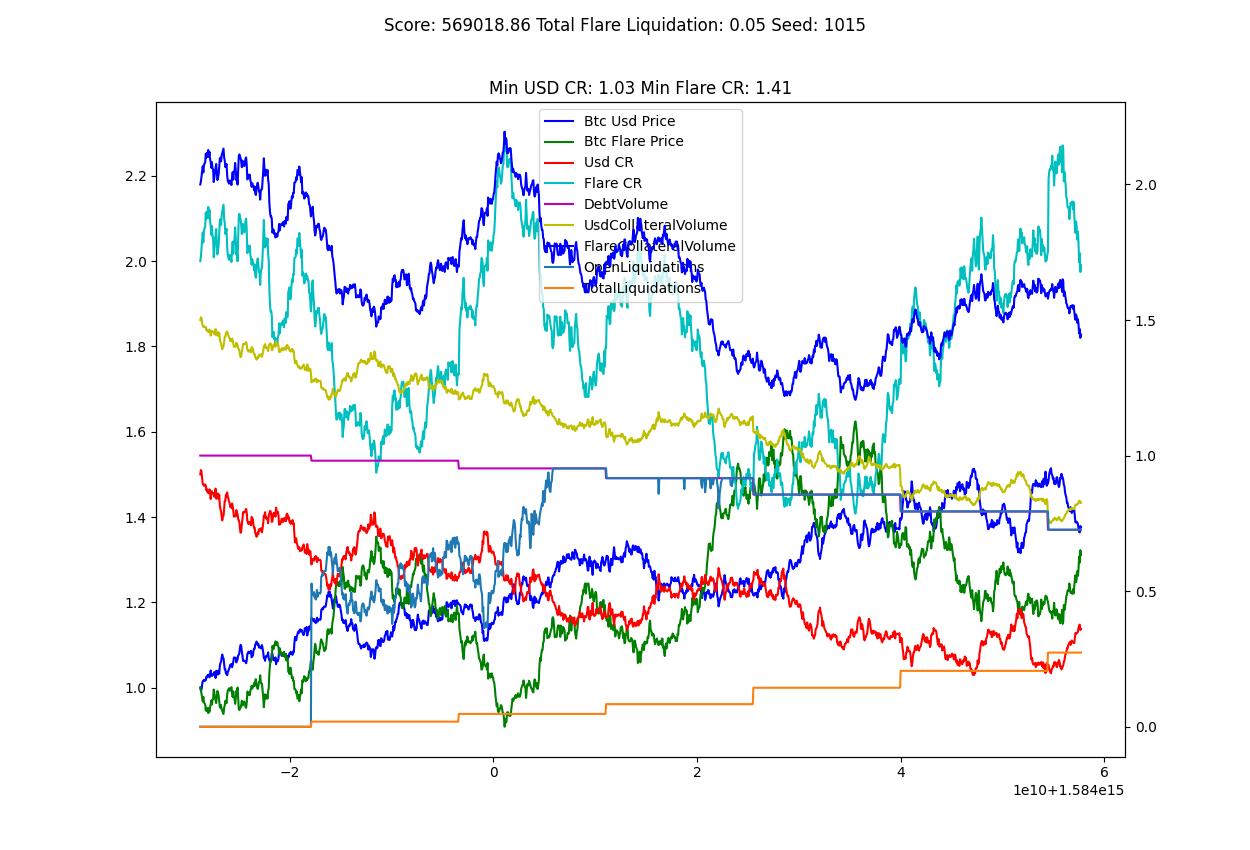 Score: 569018.86 Total Flare Liquidation: 0.05 Seed: 1015
Min USD CR: 1.03 Min Flare CR: 1.41
Btc Usd Price
Btc Flare Price
Usd CR
Flare CR
DebtVolume
UsdCollateralVolume
FlareCollateralVolume
OpenLiquidations
TotalLiquidations
2.2
2.0
1.8
1.6
1.4
1.2
1.0
2.0
1.5
1.0
0.5
0.0
−2 0 2 4 6
1e10+1.584e15